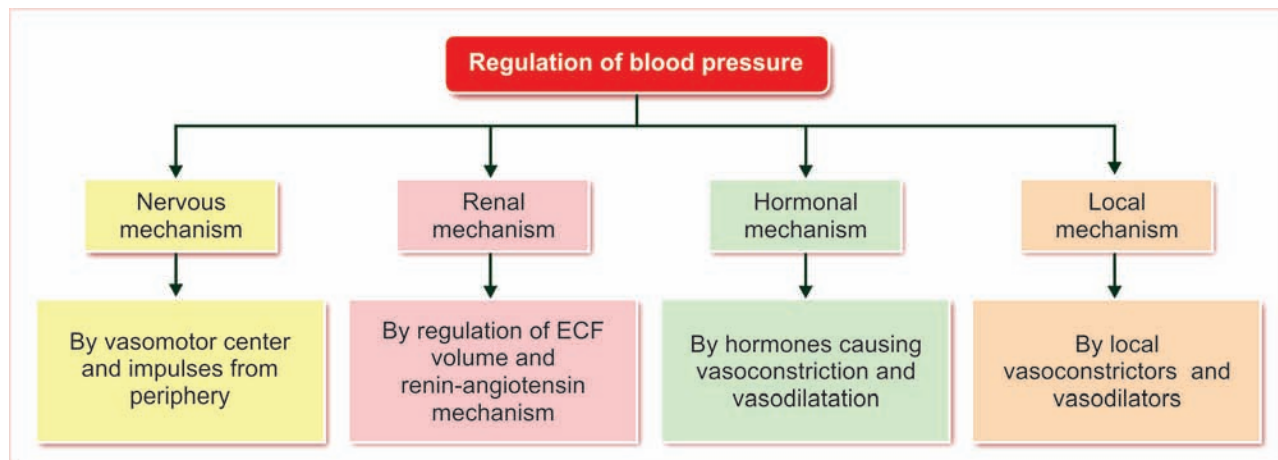 Regulation of blood pressure
Nervous
mechanism
Renal
mechanism
Hormonal
mechanism
Local
mechanism
By vasomotor center
and impulses from
periphery
By regulation of ECF
volume and
renin-angiotensin
mechanism
By hormones causing
vasoconstriction and
vasodilatation
By local
vasoconstrictors and
vasodilators